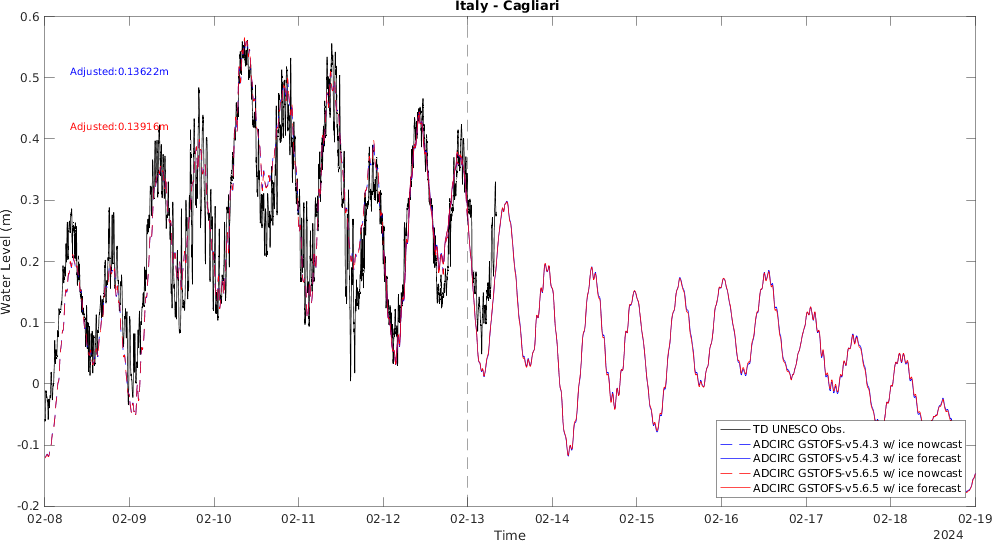 Italy - Cagliari
Adjusted:0.13622m
Adjusted:0.13916m
Water Level (m)
0.6
0.5
0.4
0.3
0.2
0.1
0
-0.1
-0.2
TD UNESCO Obs.
ADCIRC GSTOFS-v5.4.3 w/ ice nowcast
ADCIRC GSTOFS-v5.4.3 w/ ice forecast
ADCIRC GSTOFS-v5.6.5 w/ ice nowcast
ADCIRC GSTOFS-v5.6.5 w/ ice forecast
02-08 02-09 02-10 02-11 02-12 02-13 02-14 02-15 02-16 02-17 02-18 02-19
Time
2024